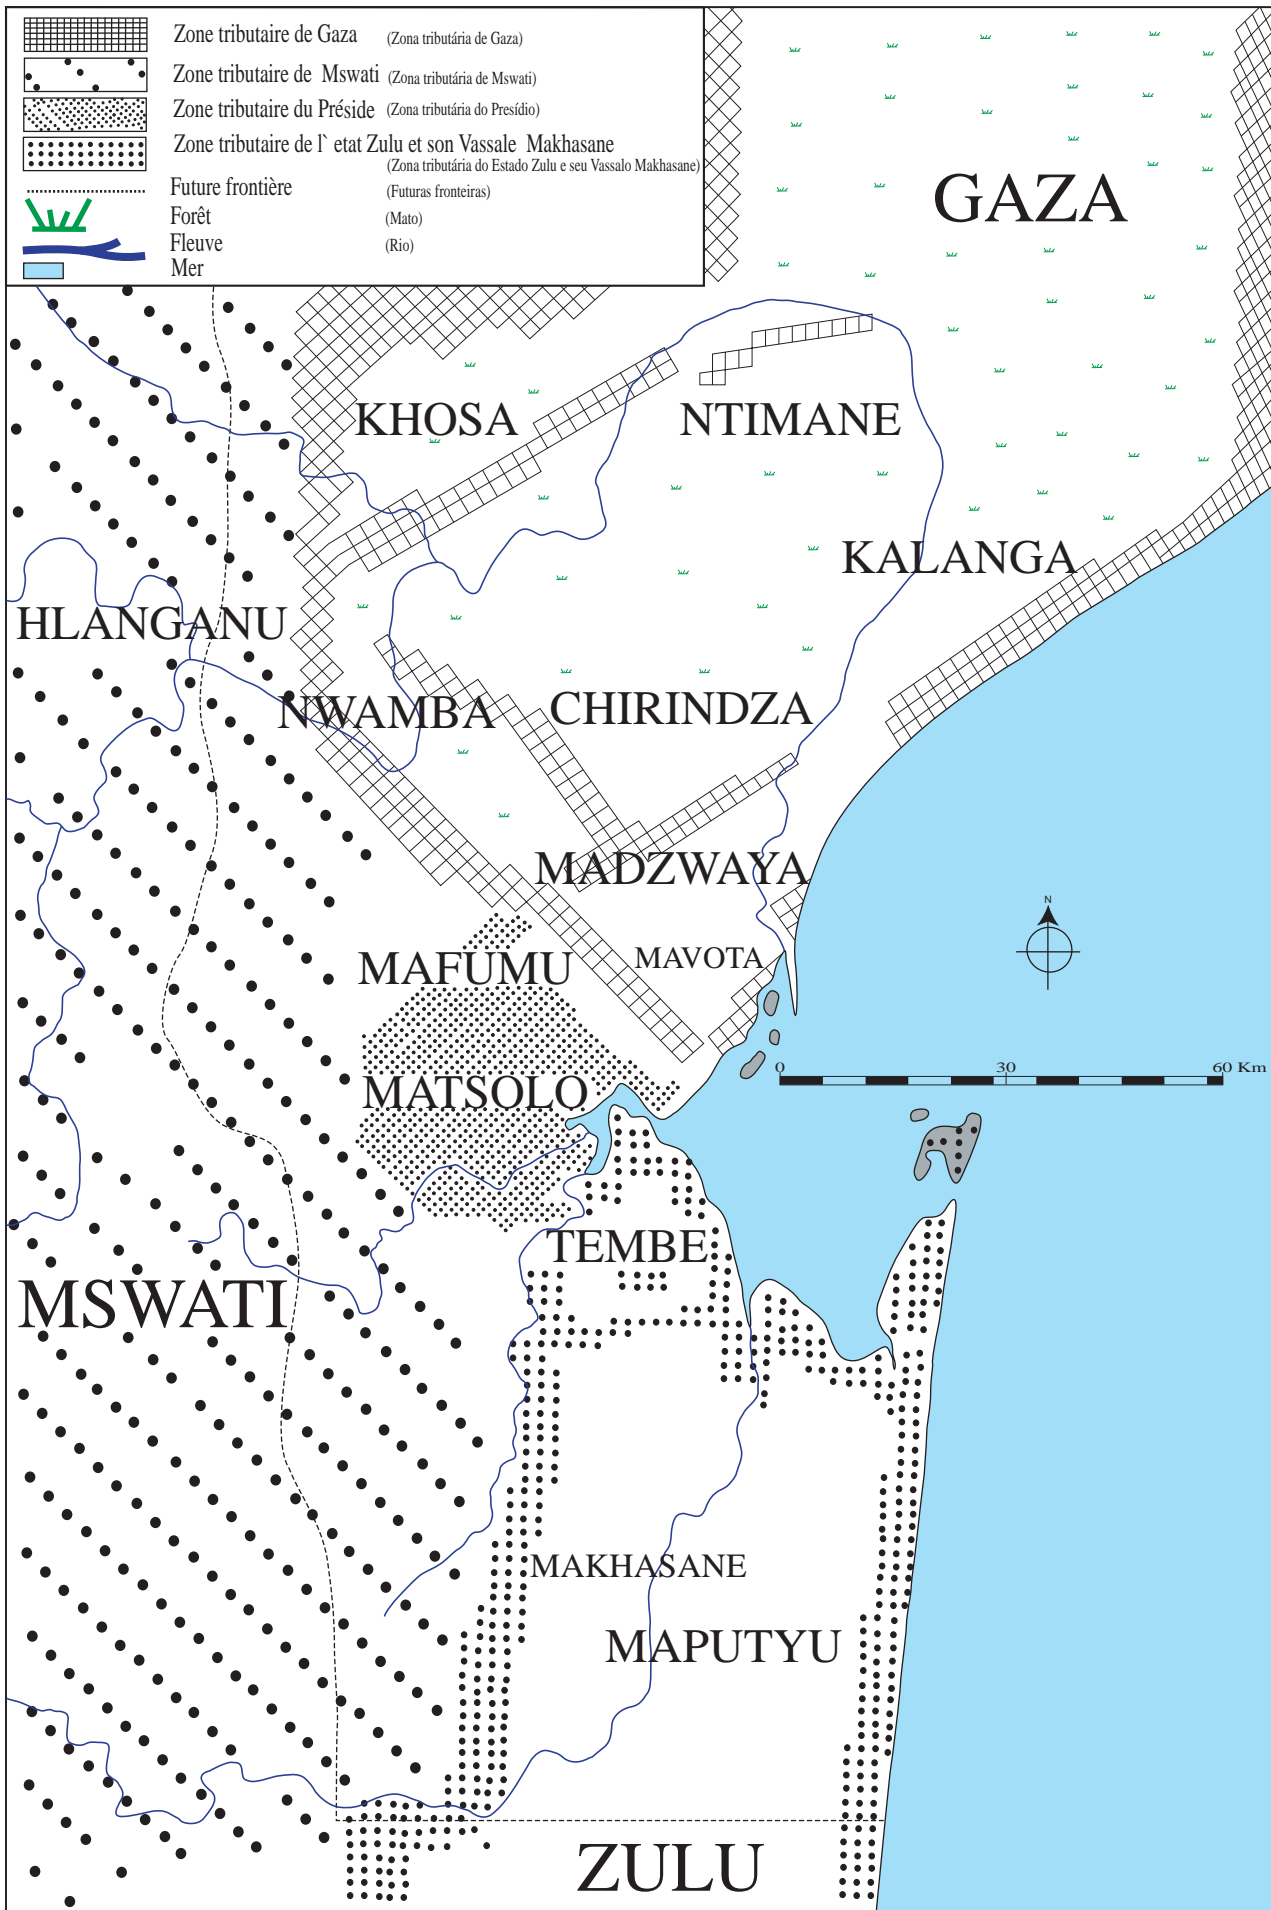 Zone tributaire de Gaza (Zona tributária de Gaza)
Zone tributaire de Mswati (Zona tributária de Mswati)
Zone tributaire du Préside (Zona tributária do Presídio)
Zone tributaire de l` etat Zulu et son Vassale Makhasane
(Zona tributária do Estado Zulu e seu Vassalo Makhasane)
Future frontière (Futuras fronteiras)
Forêt (Mato)
Fleuve (Rio)
Mer
GAZA
KHOSA
NTIMANE
KALANGA
HLANGANU
NWAMBA
CHIRINDZA
MADZWAYA
N
MAFUMU
MAVOTA
0 30 60 Km
MATSOLO
TEMBE
MSWATI
MAKHASANE
MAPUTYU
ZULU